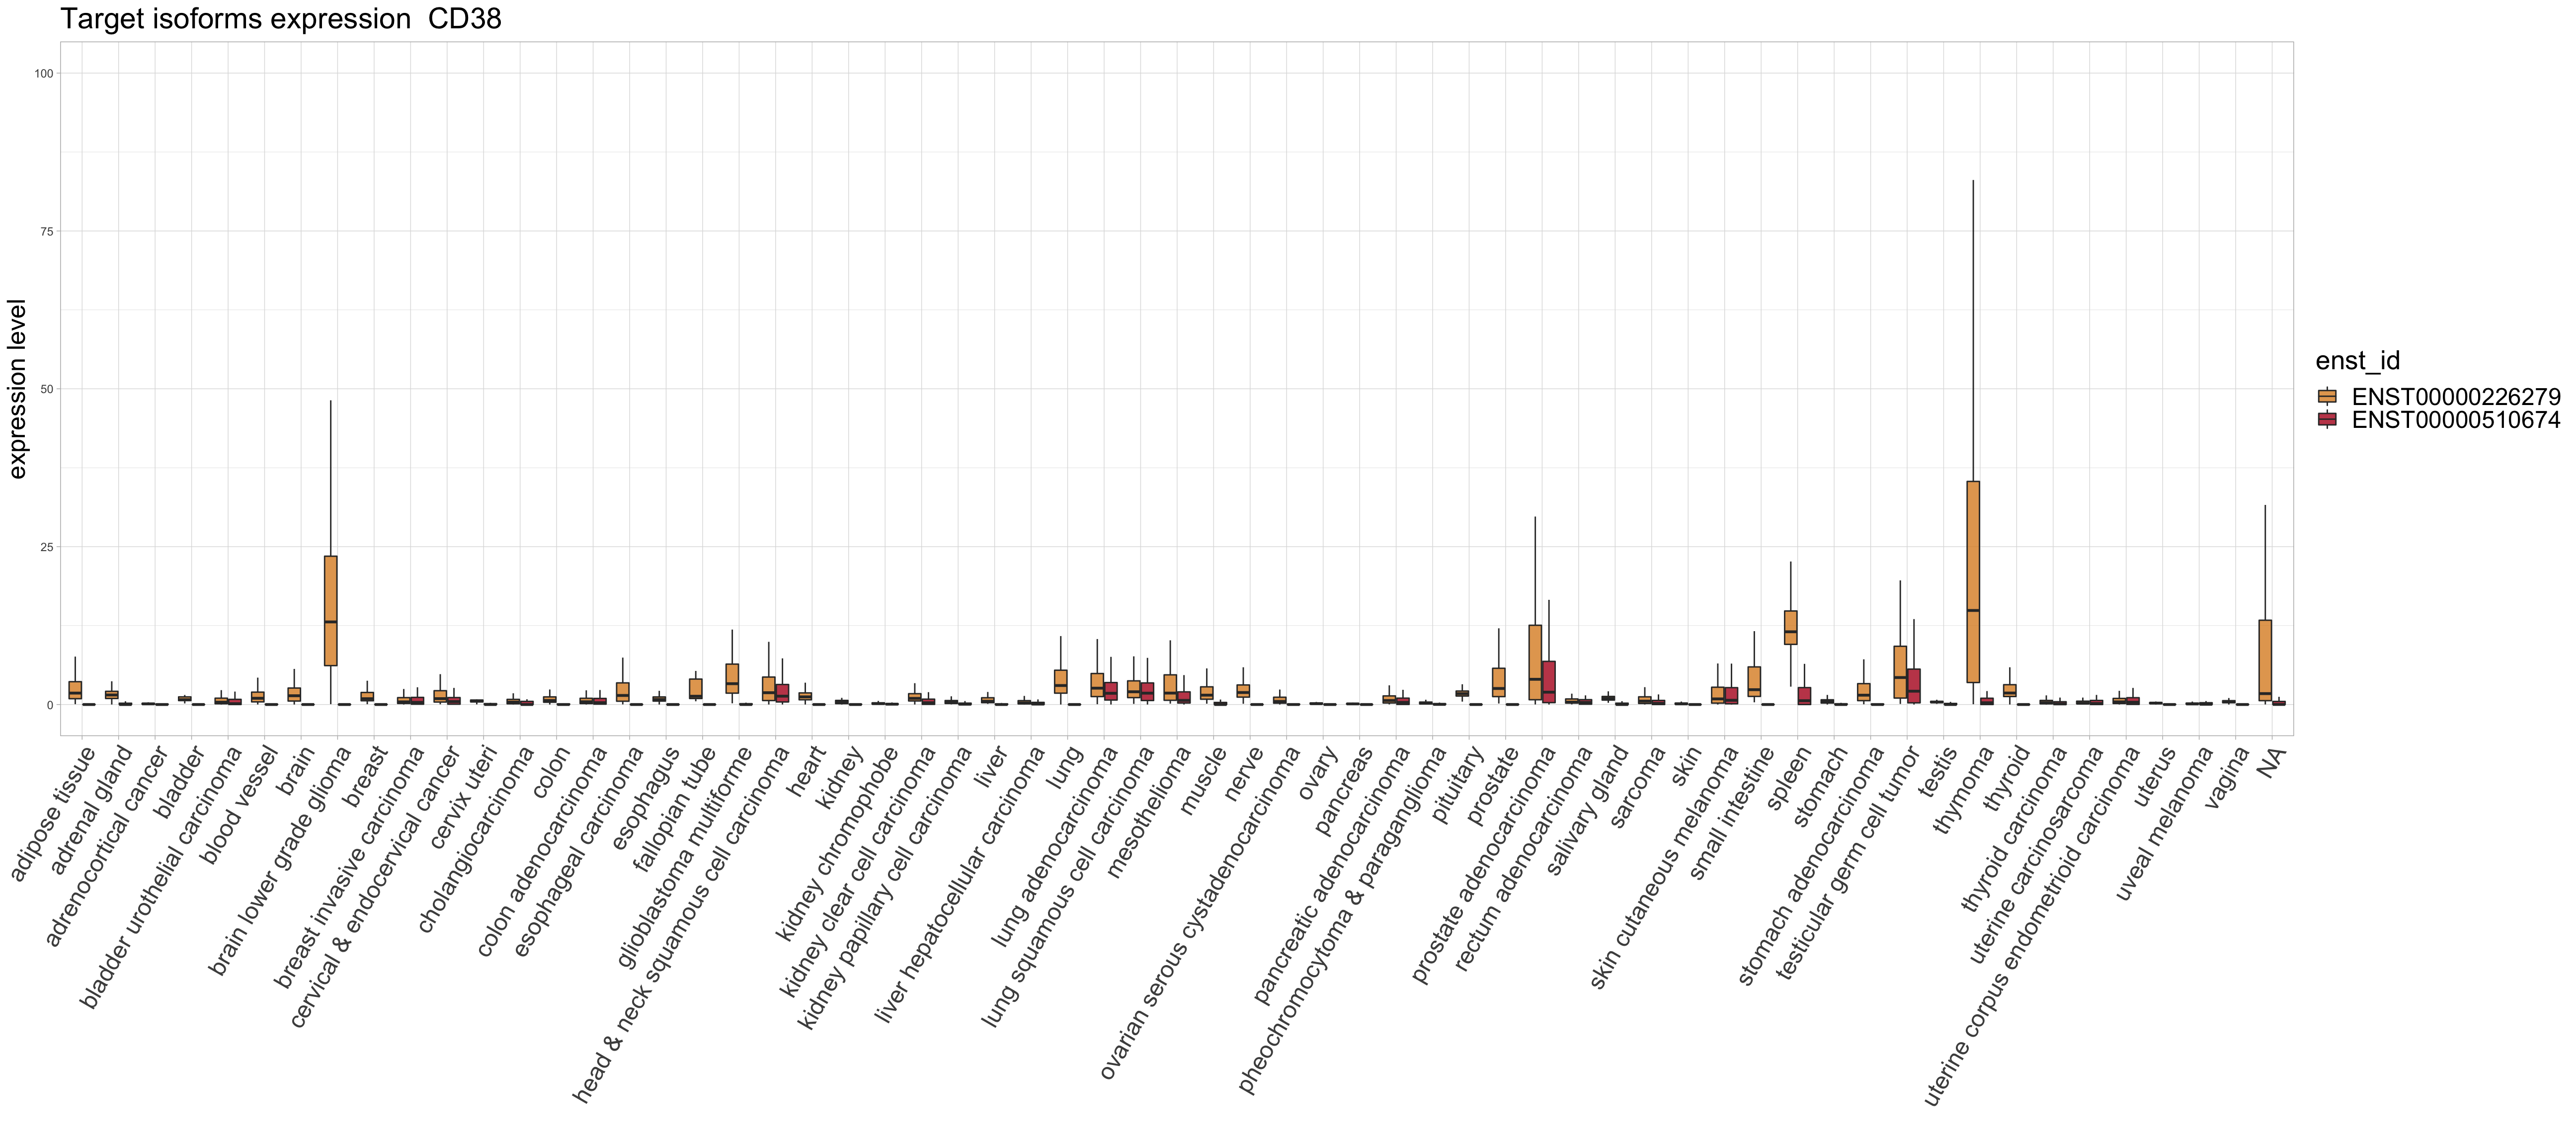 Target isoforms expression  CD38
expression level
100
75
50
25
0
adipose tissue
adrenal gland
adrenocortical cancer
bladder
bladder urothelial carcinoma
blood vessel
brain
brain lower grade glioma
breast
breast invasive carcinoma
cervical & endocervical cancer
cervix uteri
cholangiocarcinoma
colon
colon adenocarcinoma
esophageal carcinoma
esophagus
fallopian tube
glioblastoma multiforme
head & neck squamous cell carcinoma
heart
kidney
kidney chromophobe
kidney clear cell carcinoma
kidney papillary cell carcinoma
liver
liver hepatocellular carcinoma
lung
lung adenocarcinoma
lung squamous cell carcinoma
mesothelioma
muscle
nerve
ovarian serous cystadenocarcinoma
ovary
pancreas
pancreatic adenocarcinoma
pheochromocytoma & paraganglioma
pituitary
prostate
prostate adenocarcinoma
rectum adenocarcinoma
salivary gland
sarcoma
skin
skin cutaneous melanoma
small intestine
spleen
stomach
stomach adenocarcinoma
testicular germ cell tumor
testis
thymoma
thyroid
thyroid carcinoma
uterine carcinosarcoma
uterine corpus endometrioid carcinoma
uterus
uveal melanoma
vagina
NA
enst_id
ENST00000226279
ENST00000510674